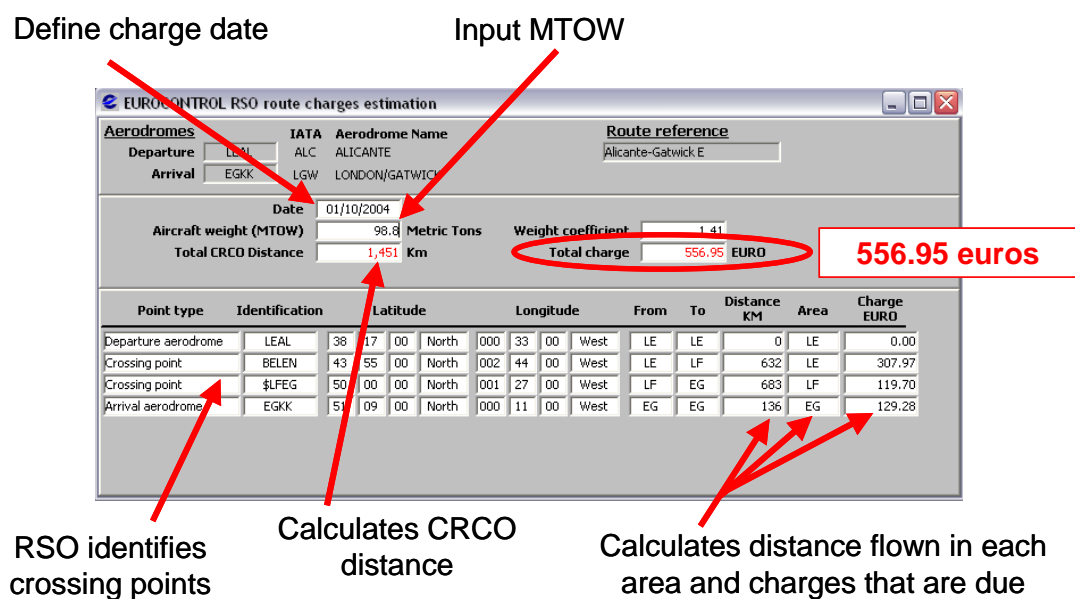 Define charge date
Input MTOW
EUROCONTROL RSO route charges estimation
Aerodromes IATA Aerodrome Name Route reference
Departure LEAL ALC ALICANTE Alicante-Gatwick E
Arrival EGKK LGW LONDON/GATWICK
Date 01/10/2004
Aircraft weight (MTOW) 98.8 Metric Tons Weight coefficient 1.41
Total CRCO Distance 1,451 Km Total charge 556.95 EURO
556.95 euros
Point type Identification Latitude Longitude From To Distance KM Area Charge EURO
Departure aerodrome LEAL 38 17 00 North 000 33 00 West LE LE 0 LE 0.00
Crossing point BELEN 43 55 00 North 002 44 00 West LE LF 632 LE 307.97
Crossing point $LFEG 50 00 00 North 001 27 00 West LF EG 683 LF 119.70
Arrival aerodrome EGKK 51 09 00 North 000 11 00 West EG EG 136 EG 129.28
RSO identifies
crossing points
Calculates CRCO
distance
Calculates distance flown in each
area and charges that are due